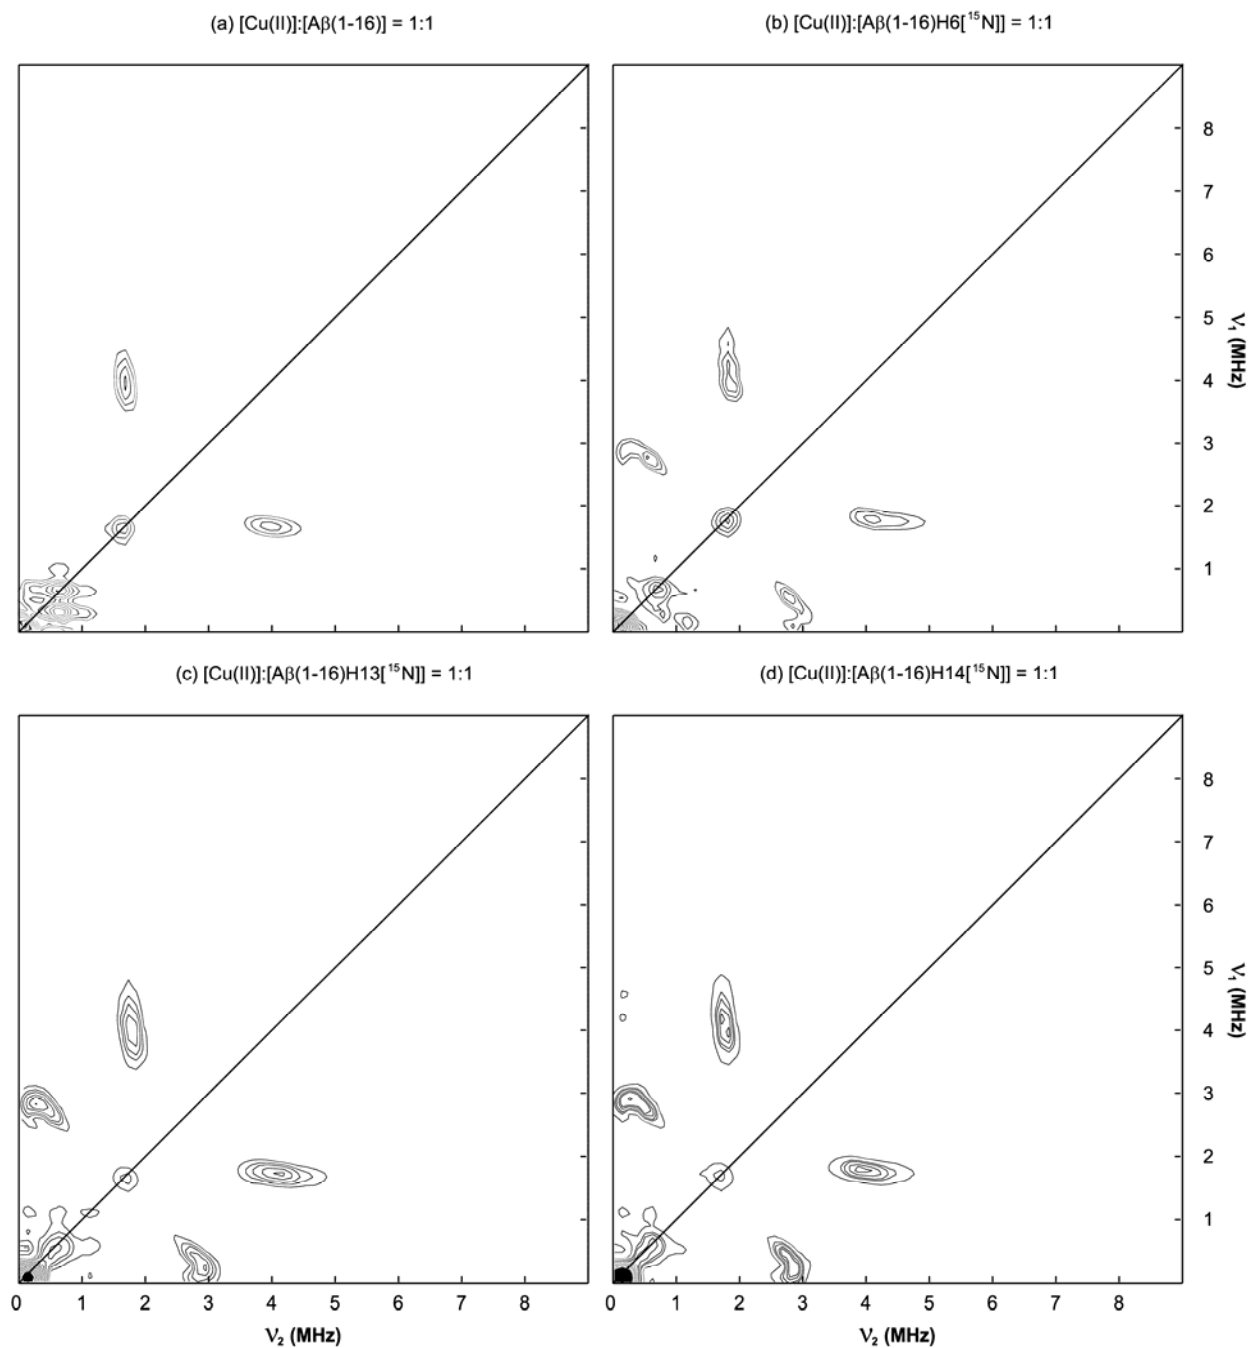 (a) [Cu(II)]:[Aβ(1-16)] = 1:1
(b) [Cu(II)]:[Aβ(1-16)H6[¹⁵N]] = 1:1
8
7
6
5
4
3
2
1
ν₁ (MHz)
(c) [Cu(II)]:[Aβ(1-16)H13[¹⁵N]] = 1:1
(d) [Cu(II)]:[Aβ(1-16)H14[¹⁵N]] = 1:1
8
7
6
5
4
3
2
1
ν₁ (MHz)
0 1 2 3 4 5 6 7 8
0 1 2 3 4 5 6 7 8
ν₂ (MHz)
ν₂ (MHz)